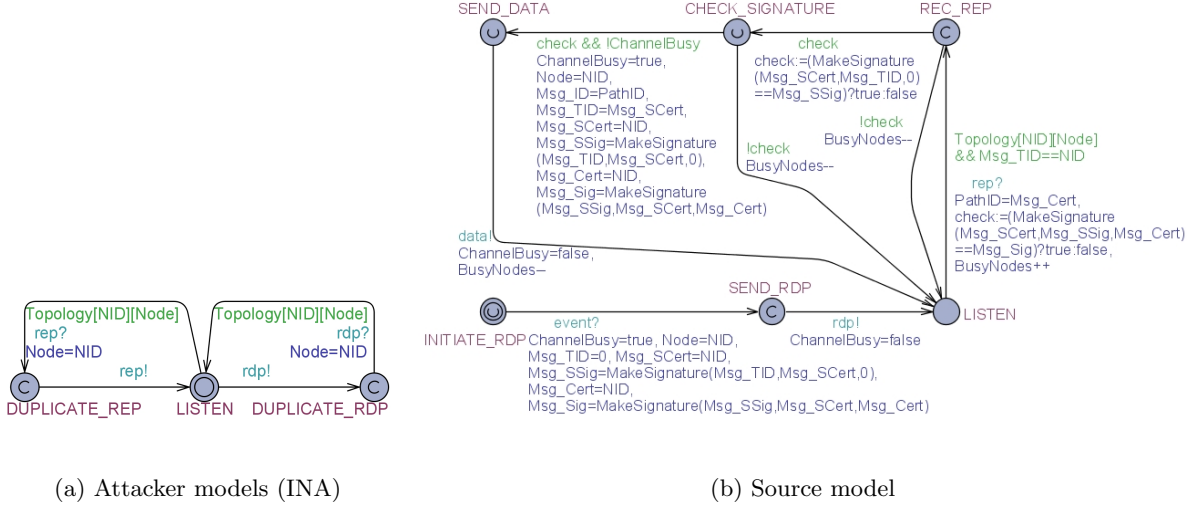 SEND_DATA
CHECK_SIGNATURE
REC_REP
check && !ChannelBusy
ChannelBusy=true,
Node=NID,
Msg_ID=PathID,
Msg_TID=Msg_SCert,
Msg_SCert=NID,
Msg_SSig=MakeSignature
(Msg_TID,Msg_SCert,0),
Msg_Cert=NID,
Msg_Sig=MakeSignature
(Msg_SSig,Msg_SCert,Msg_Cert)
check
check:=(MakeSignature
(Msg_SCert,Msg_TID,0)
==Msg_SSig)?true:false
!check
BusyNodes--
!check
BusyNodes--
Topology[NID][Node]
&& Msg_TID==NID
rep?
PathID=Msg_Cert,
check:=(MakeSignature
(Msg_SCert,Msg_SSig,Msg_Cert)
==Msg_Sig)?true:false,
BusyNodes++
data!
ChannelBusy=false,
BusyNodes--
SEND_RDP
LISTEN
INITIATE_RDP
event?
ChannelBusy=true, Node=NID,
Msg_TID=0, Msg_SCert=NID,
Msg_SSig=MakeSignature(Msg_TID,Msg_SCert,0),
Msg_Cert=NID,
Msg_Sig=MakeSignature(Msg_SSig,Msg_SCert,Msg_Cert)
rdp!
ChannelBusy=false
Topology[NID][Node]
rep?
Node=NID
Topology[NID][Node]
rdp?
Node=NID
rep!
rdp!
DUPLICATE_REP
LISTEN
DUPLICATE_RDP
(a) Attacker models (INA)
(b) Source model